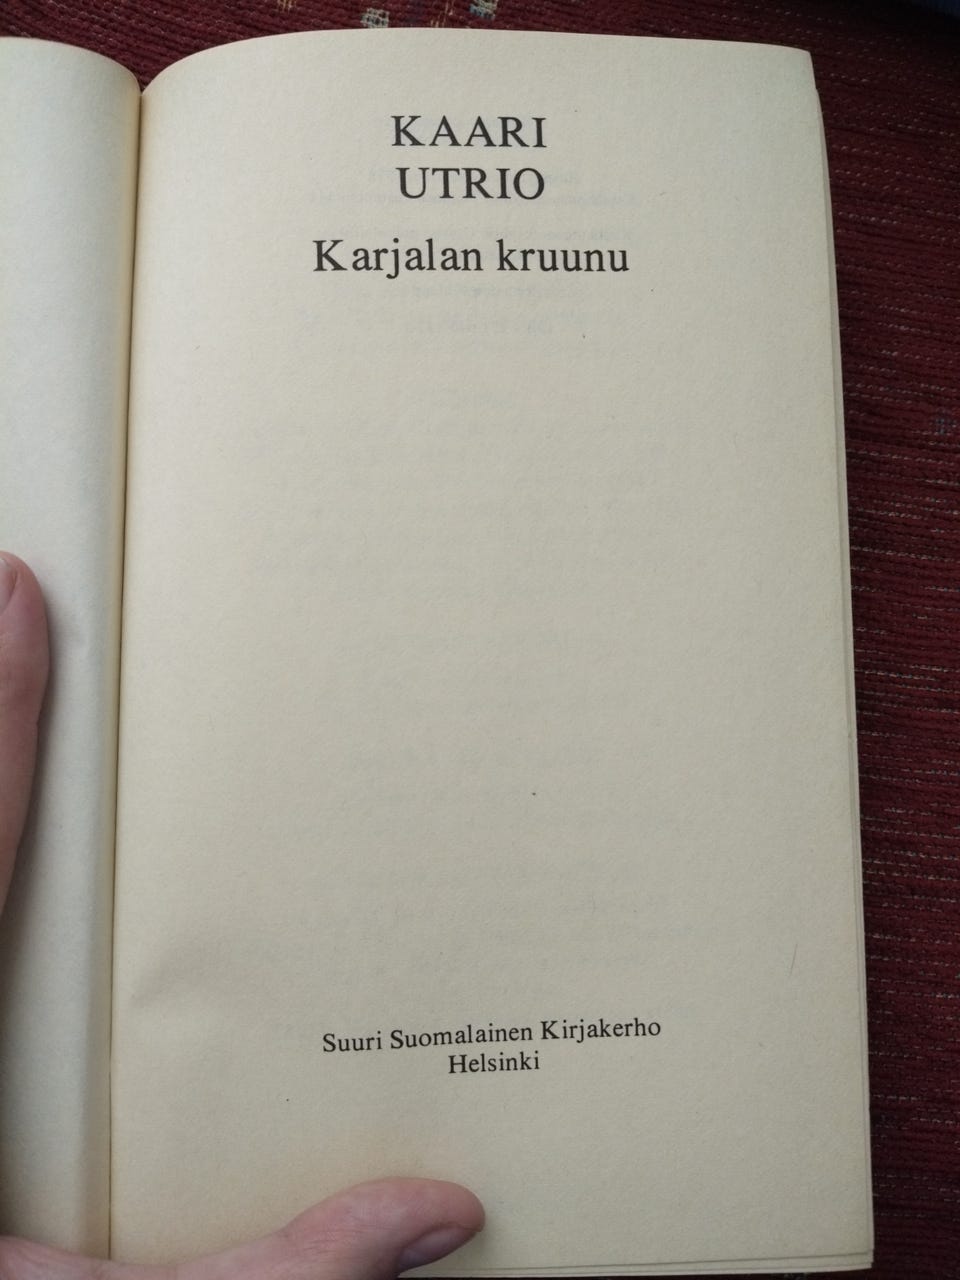 KAARI
UTRIO
Karjalan kruunu
Suuri Suomalainen Kirjakerho
Helsinki